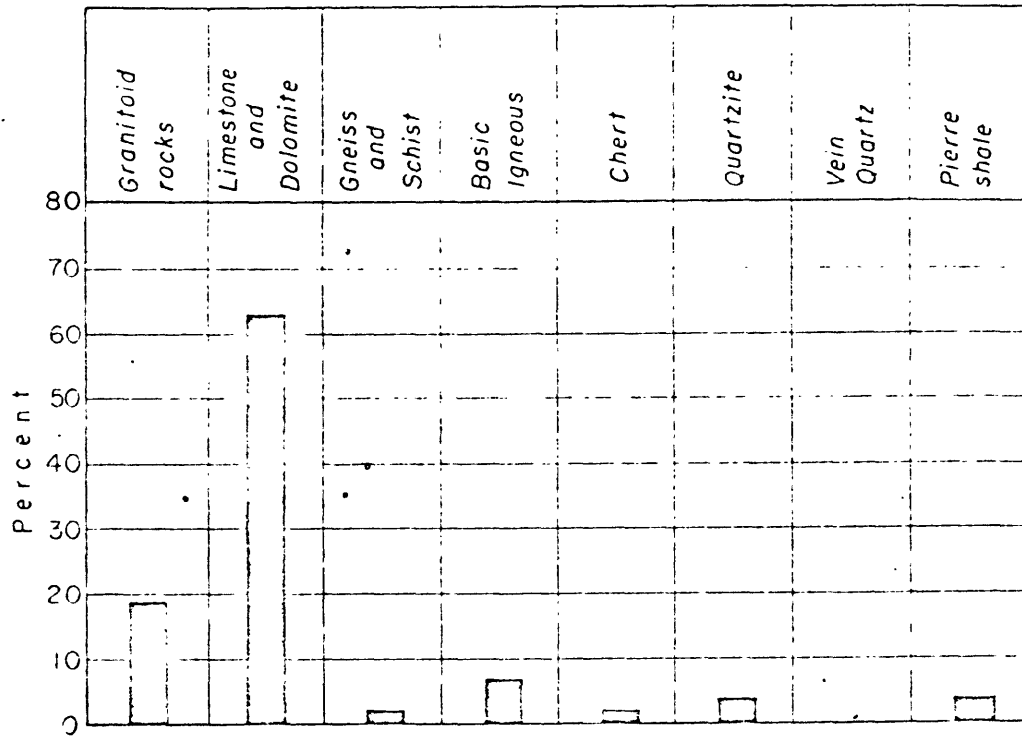 Granitoid
rocks
Limestone
and
Dolomite
Gneiss
and
Schist
Basic
Igneous
Chert
Quartzite
Vein
Quartz
Pierre
shale
Percent
80
70
60
50
40
30
20
10
0